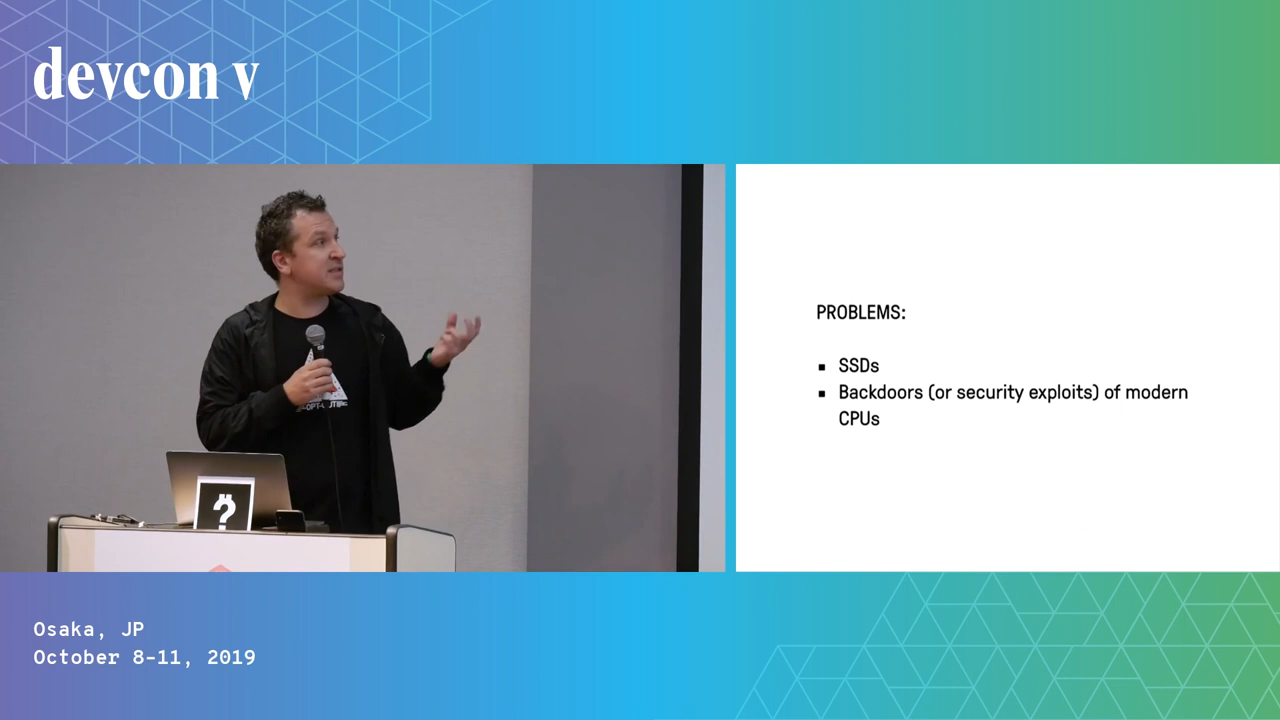 devcon v
PROBLEMS:
▪ SSDs
▪ Backdoors (or security exploits) of modern
CPUs
?
Osaka, JP
October 8-11, 2019